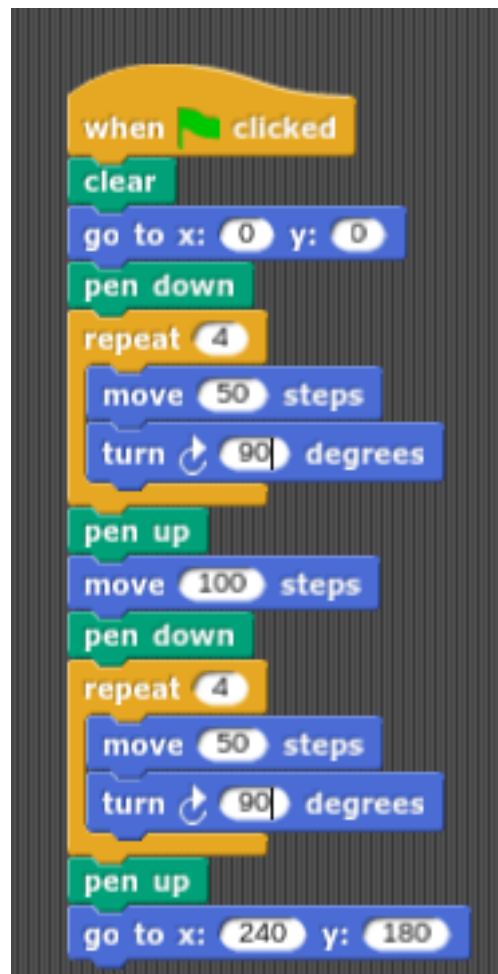 when clicked
clear
go to x: 0 y: 0
pen down
repeat 4
move 50 steps
turn 90 degrees
pen up
move 100 steps
pen down
repeat 4
move 50 steps
turn 90 degrees
pen up
go to x: 240 y: 180